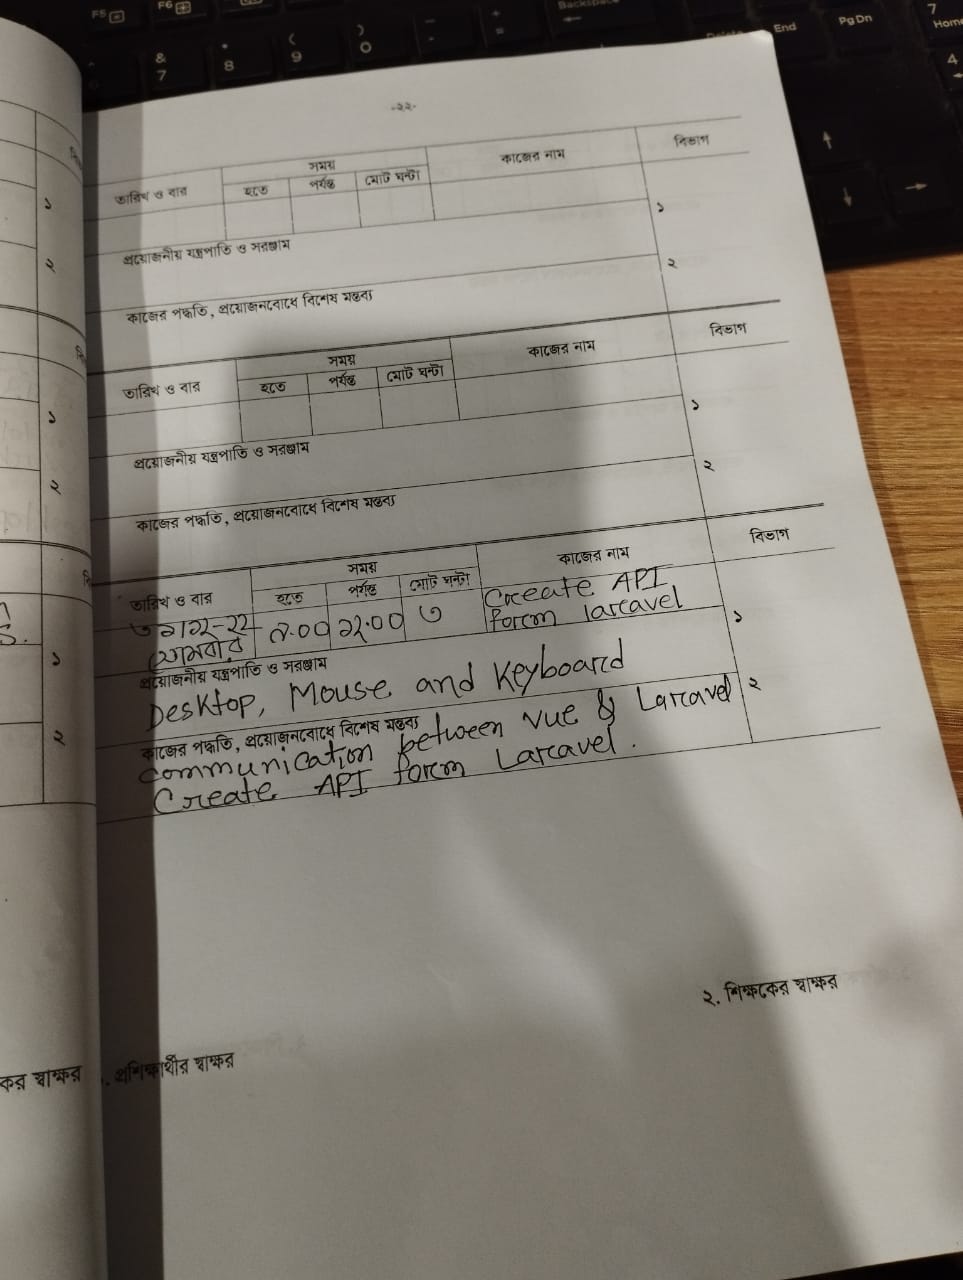 -২২-
তারিখ ও বার
সময়
হতে
পর্যন্ত
মোট ঘন্টা
কাজের নাম
বিভাগ
প্রয়োজনীয় যন্ত্রপাতি ও সরঞ্জাম
১
কাজের পদ্ধতি, প্রয়োজনবোধে বিশেষ মন্তব্য
২
তারিখ ও বার
সময়
হতে
পর্যন্ত
মোট ঘন্টা
কাজের নাম
বিভাগ
প্রয়োজনীয় যন্ত্রপাতি ও সরঞ্জাম
১
কাজের পদ্ধতি, প্রয়োজনবোধে বিশেষ মন্তব্য
২
তারিখ ও বার
সময়
হতে
পর্যন্ত
মোট ঘন্টা
কাজের নাম
বিভাগ
সোমবার
৯.০০
১২.০০
৩
Create API
form laravel
প্রয়োজনীয় যন্ত্রপাতি ও সরঞ্জাম
১
Desktop, Mouse and Keyboard
কাজের পদ্ধতি, প্রয়োজনবোধে বিশেষ মন্তব্য
২
Communication between vue & Laravel
Create API form Laravel.
২. শিক্ষকের স্বাক্ষর
প্রশিক্ষার্থীর স্বাক্ষর
১
২
১
২
১
২
স্বাক্ষর
F5
F6
Backspace
End
PgDn
Home
& 7
* 8
( 9
) 0
7
4